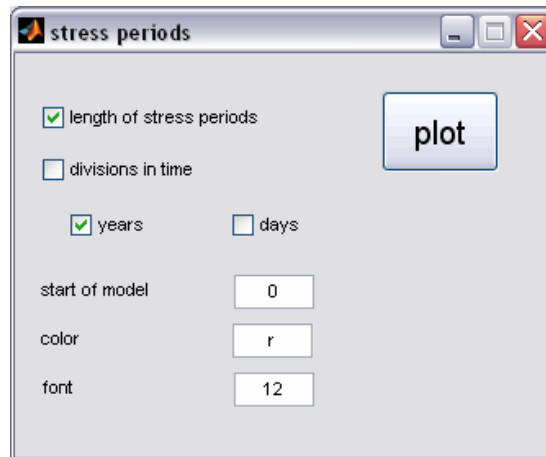 stress periods
length of stress periods
plot
divisions in time
years days
start of model 0
color r
font 12